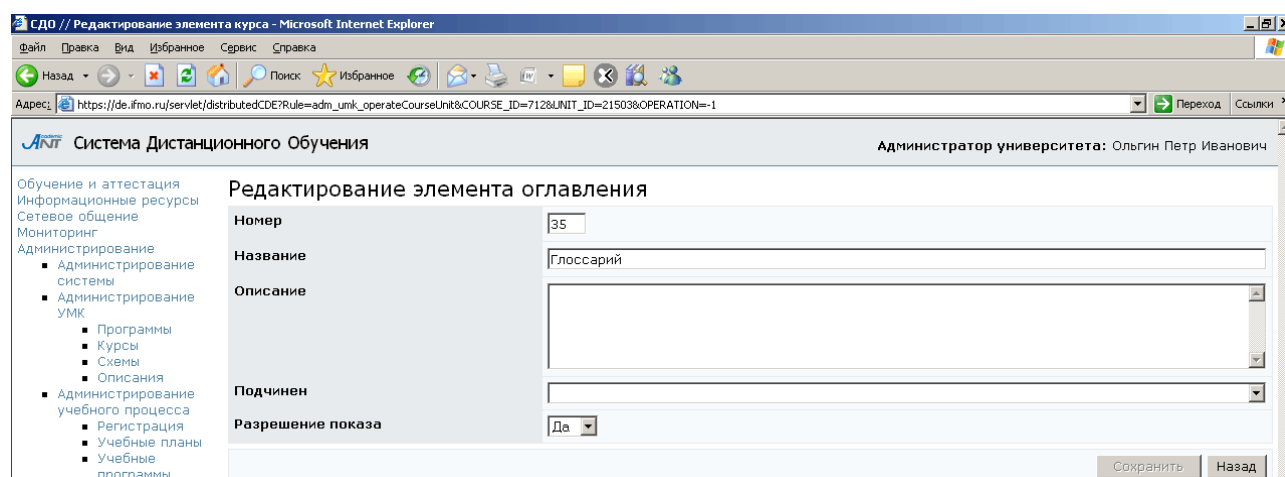 СДО // Редактирование элемента курса - Microsoft Internet Explorer
Файл Правка Вид Избранное Сервис Справка
Назад Поиск Избранное
Адрес: https://de.ifmo.ru/servlet/distributedCDE?Rule=adm_umk_operateCourseUnit&COURSE_ID=712&UNIT_ID=21503&OPERATION=-1 Переход Ссылки
Academic ANT Система Дистанционного Обучения Администратор университета: Ольгин Петр Иванович
Обучение и аттестация
Информационные ресурсы
Сетевое общение
Мониторинг
Администрирование
Администрирование
системы
Администрирование
УМК
Программы
Курсы
Схемы
Описания
Администрирование
учебного процесса
Регистрация
Учебные планы
Учебные
программы
Редактирование элемента оглавления
Номер 35
Название Глоссарий
Описание
Подчинен
Разрешение показа Да
Сохранить Назад